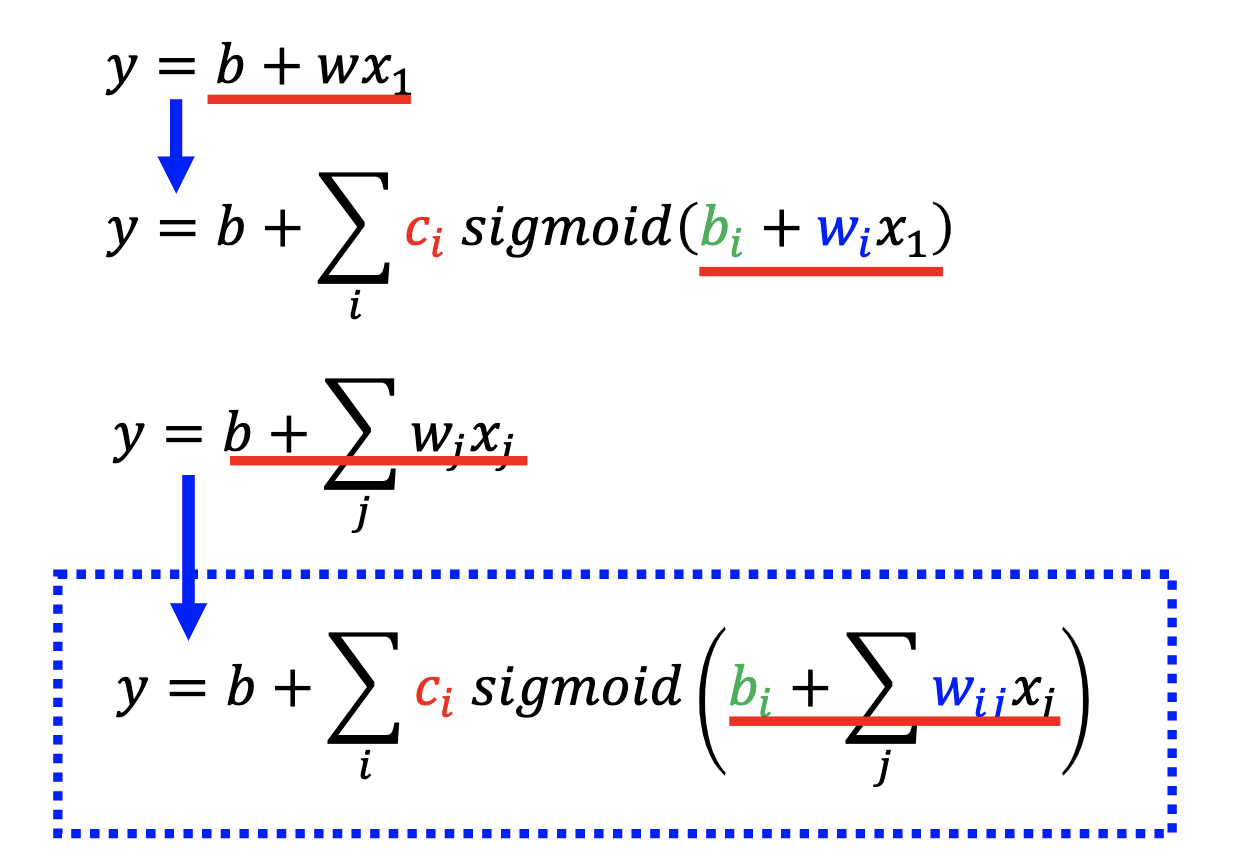 y = b + wx₁
y = b + ∑ᵢ cᵢ sigmoid(bᵢ + wᵢx₁)
y = b + ∑ⱼ wⱼxⱼ
y = b + ∑ᵢ cᵢ sigmoid(bᵢ + ∑ⱼ wᵢⱼxⱼ)